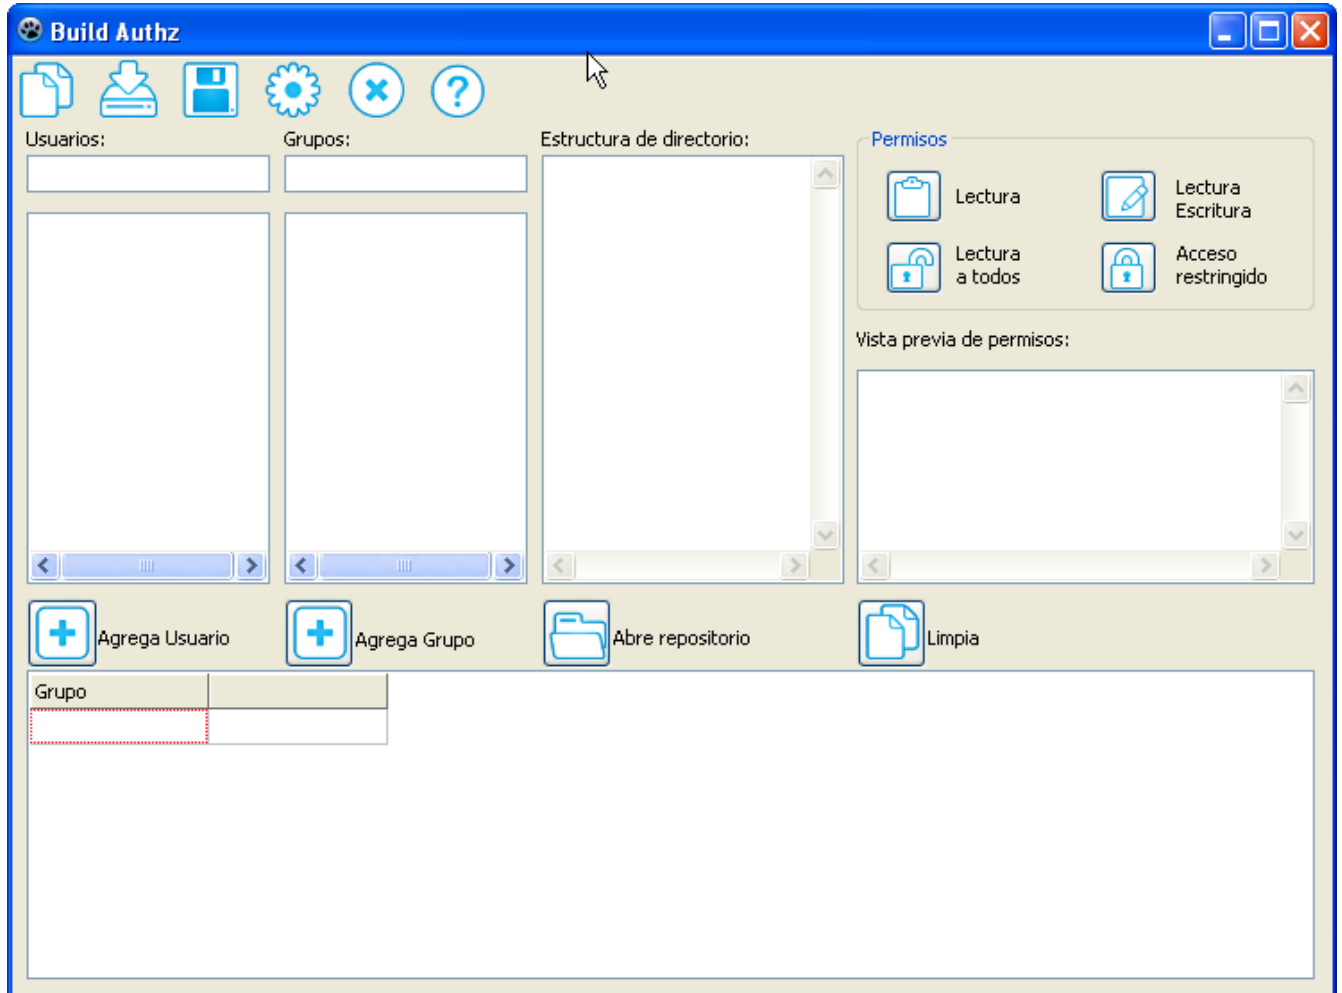 Build Authz
Usuarios:
Grupos:
Estructura de directorio:
Permisos
Lectura
Lectura
Escritura
Lectura
a todos
Acceso
restringido
Vista previa de permisos:
Agrega Usuario
Agrega Grupo
Abre repositorio
Limpia
Grupo